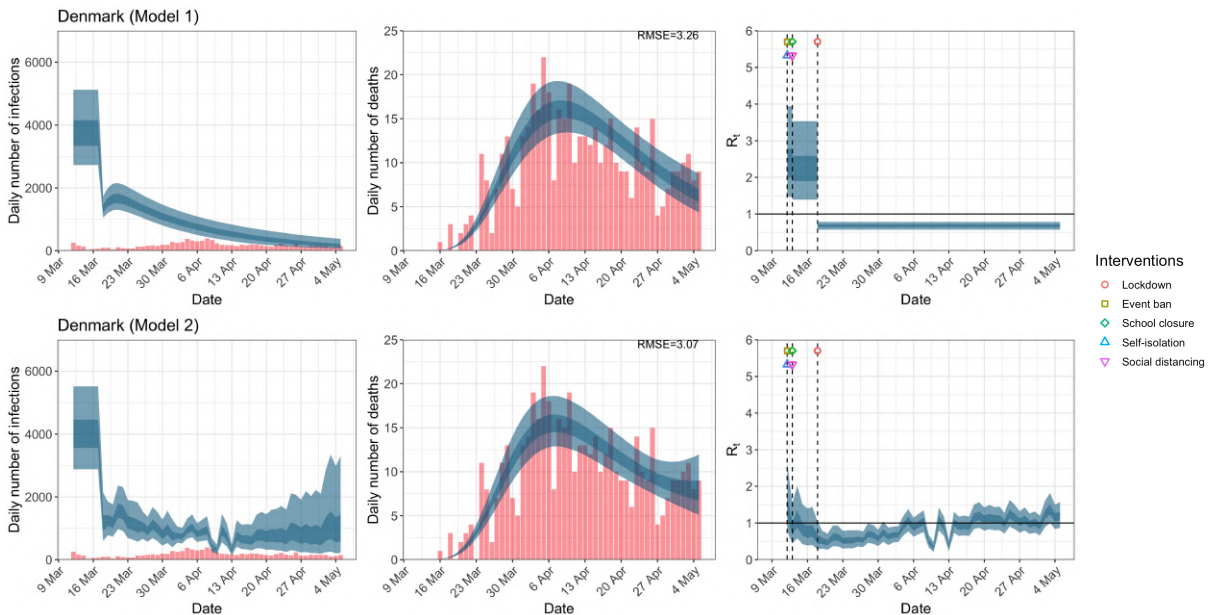 Denmark (Model 1)
Daily number of infections
6000
4000
2000
0
9 Mar
16 Mar
23 Mar
30 Mar
6 Apr
13 Apr
20 Apr
27 Apr
4 May
Date
Daily number of deaths
25
20
15
10
5
0
RMSE=3.26
9 Mar
16 Mar
23 Mar
30 Mar
6 Apr
13 Apr
20 Apr
27 Apr
4 May
Date
Rt
6
5
4
3
2
1
0
9 Mar
16 Mar
23 Mar
30 Mar
6 Apr
13 Apr
20 Apr
27 Apr
4 May
Date
Interventions
Lockdown
Event ban
School closure
Self-isolation
Social distancing
Denmark (Model 2)
Daily number of infections
6000
4000
2000
0
9 Mar
16 Mar
23 Mar
30 Mar
6 Apr
13 Apr
20 Apr
27 Apr
4 May
Date
Daily number of deaths
25
20
15
10
5
0
RMSE=3.07
9 Mar
16 Mar
23 Mar
30 Mar
6 Apr
13 Apr
20 Apr
27 Apr
4 May
Date
Rt
6
5
4
3
2
1
0
9 Mar
16 Mar
23 Mar
30 Mar
6 Apr
13 Apr
20 Apr
27 Apr
4 May
Date